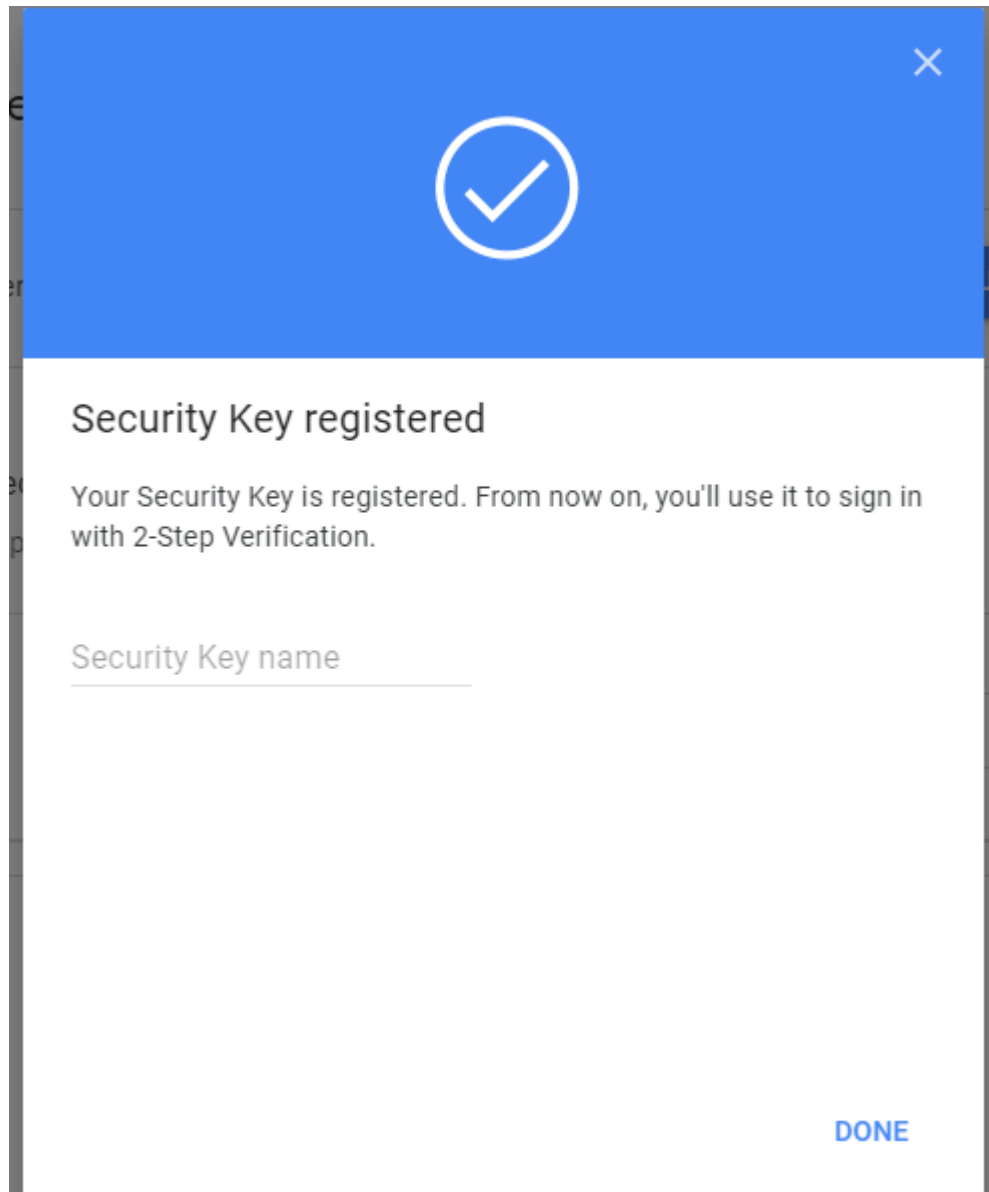 Security Key registered
Your Security Key is registered. From now on, you'll use it to sign in
with 2-Step Verification.
Security Key name
DONE